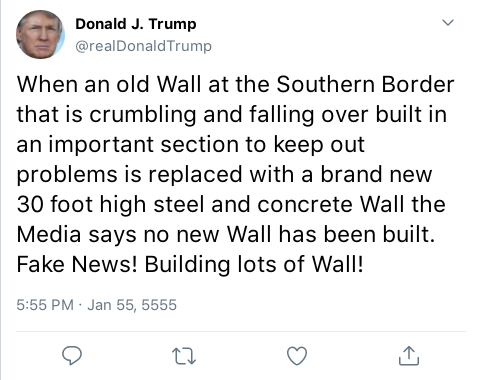 Donald J. Trump
@realDonaldTrump
When an old Wall at the Southern Border
that is crumbling and falling over built in
an important section to keep out
problems is replaced with a brand new
30 foot high steel and concrete Wall the
Media says no new Wall has been built.
Fake News! Building lots of Wall!
5:55 PM · Jan 55, 5555